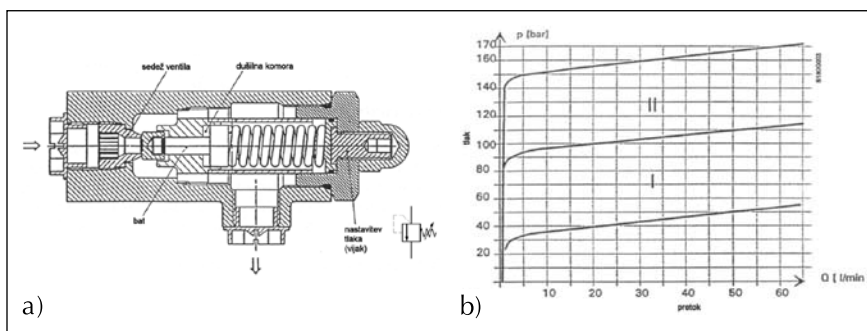 sedež ventila
dušilna komora
bat
nastavitev
tlaka
(vijak)
a)
p [bar]
170
160
140
120
100
80
60
40
20
tlak
II
I
10
20
30
40
50
60
Q [ l/min
pretok
b)